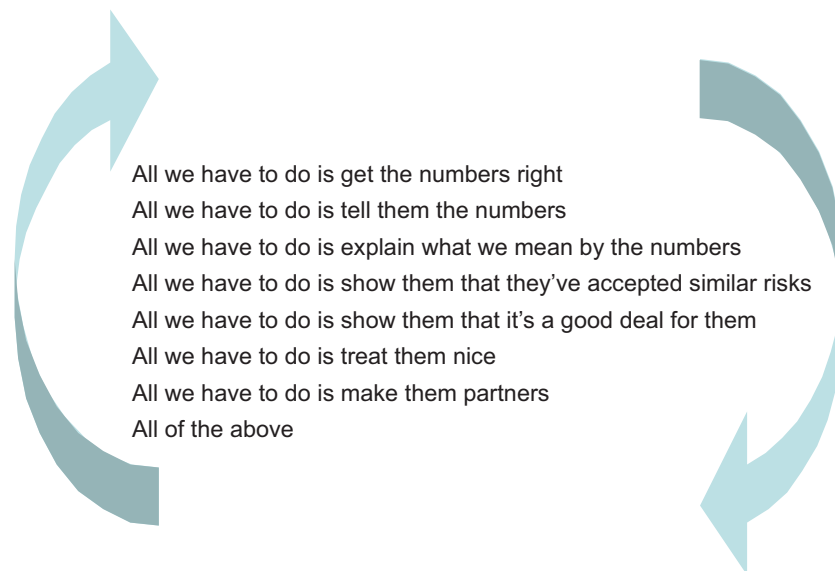 All we have to do is get the numbers right
All we have to do is tell them the numbers
All we have to do is explain what we mean by the numbers
All we have to do is show them that they’ve accepted similar risks
All we have to do is show them that it’s a good deal for them
All we have to do is treat them nice
All we have to do is make them partners
All of the above